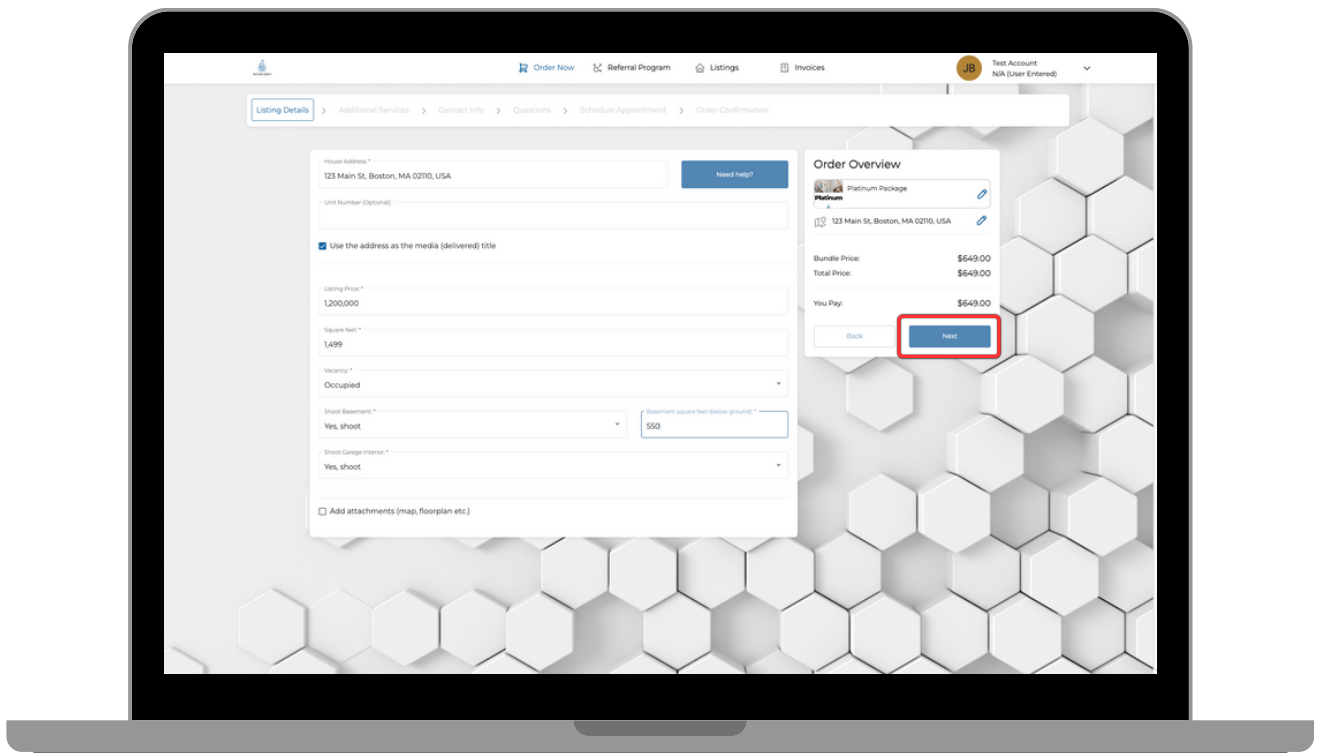 Order Now
Referral Program
Listings
Invoices
JB
Test Account
N/A (User Entered)
Listing Details
Additional Services
Contact Info
Questions
Schedule Appointment
Order Confirmation
House Address: *
123 Main St, Boston, MA 02110, USA
Need help?
Unit Number (Optional):
Use the address as the media (delivered) title
Listing Price: *
1,200,000
Square feet: *
1,499
Vacancy: *
Occupied
Shoot Basement: *
Yes, shoot
Basement square feet (below ground): *
550
Shoot Garage Interior: *
Yes, shoot
Add attachments (map, floorplan etc.)
Order Overview
Platinum
Platinum Package
123 Main St, Boston, MA 02110, USA
Bundle Price: $649.00
Total Price: $649.00
You Pay: $649.00
Back
Next